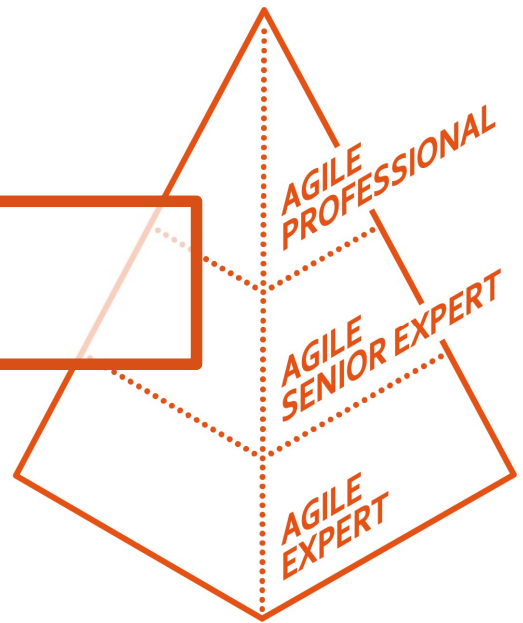 AGILE
PROFESSIONAL
AGILE
SENIOR EXPERT
AGILE
EXPERT